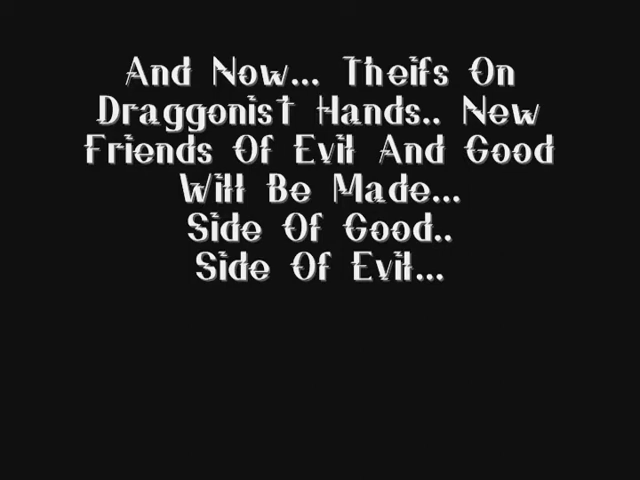 And Now... Theifs On
Draggonist Hands.. New
Friends Of Evil And Good
Will Be Made...
Side Of Good..
Side Of Evil...